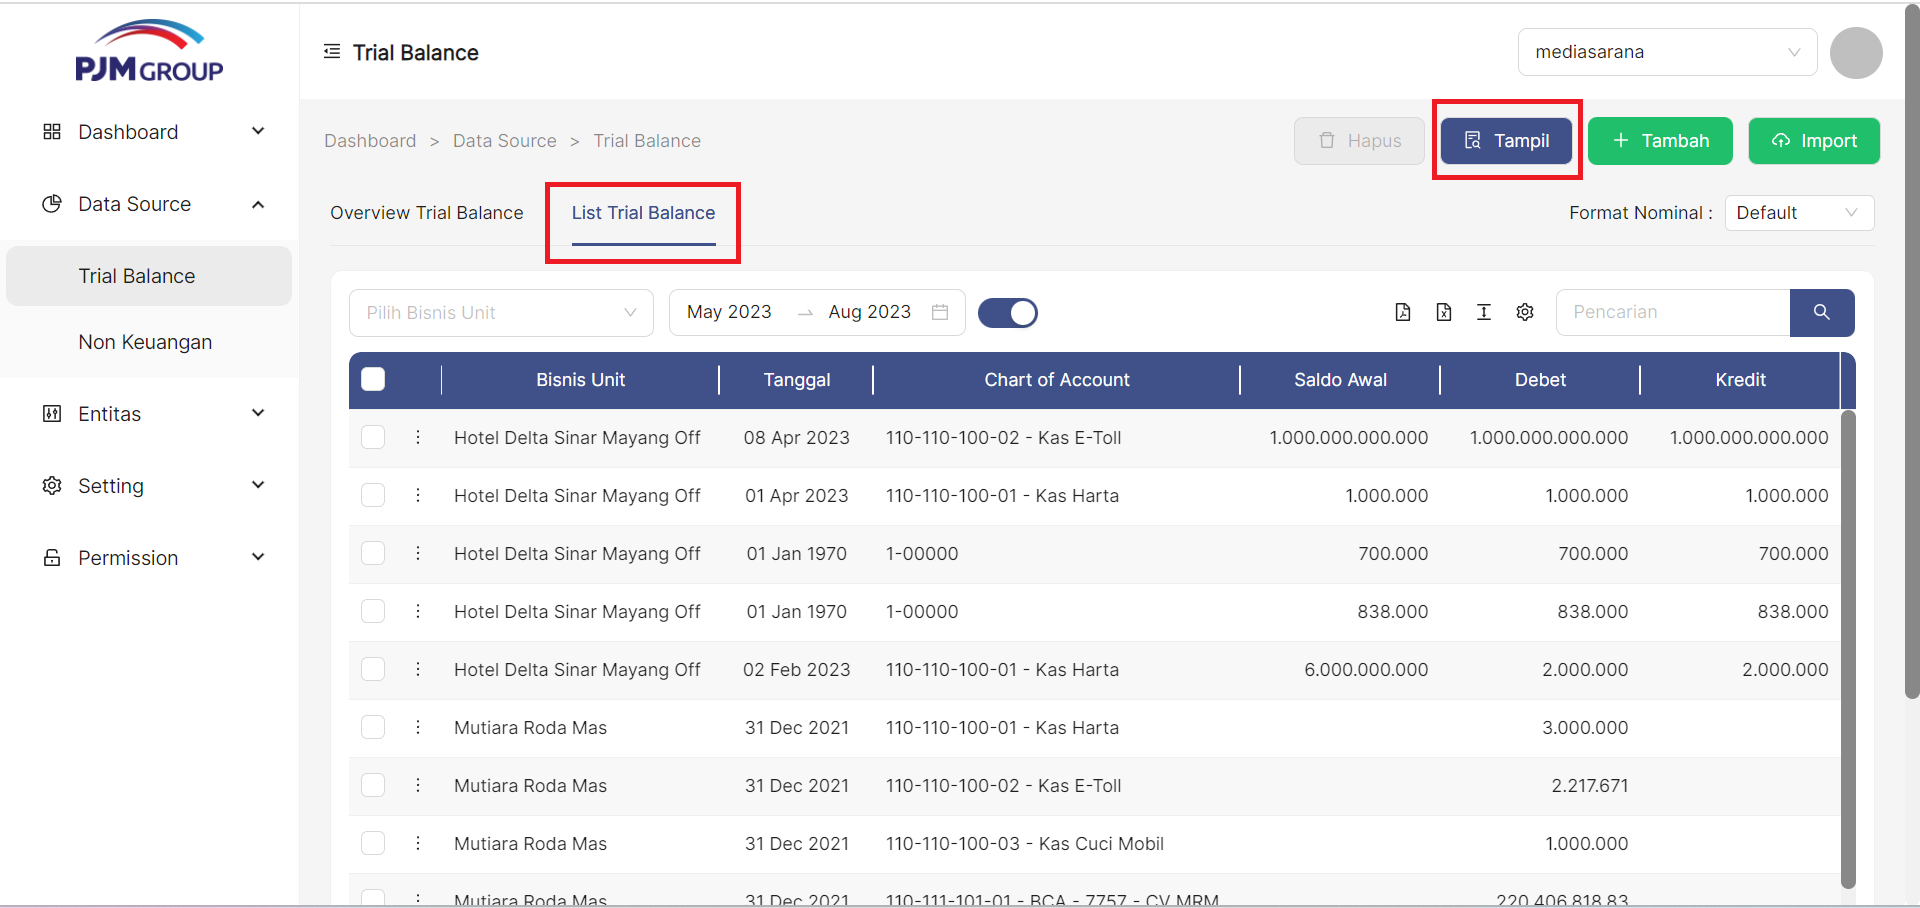 PJM GROUP
Trial Balance
mediasarana
Dashboard
Data Source
Trial Balance
Non Keuangan
Entitas
Setting
Permission
Dashboard > Data Source > Trial Balance
Hapus
Tampil
+ Tambah
Import
Overview Trial Balance
List Trial Balance
Format Nominal : Default
Pilih Bisnis Unit
May 2023 → Aug 2023
Pencarian
Bisnis Unit Tanggal Chart of Account Saldo Awal Debet Kredit
Hotel Delta Sinar Mayang Off 08 Apr 2023 110-110-100-02 - Kas E-Toll 1.000.000.000.000 1.000.000.000.000 1.000.000.000.000
Hotel Delta Sinar Mayang Off 01 Apr 2023 110-110-100-01 - Kas Harta 1.000.000 1.000.000 1.000.000
Hotel Delta Sinar Mayang Off 01 Jan 1970 1-00000 700.000 700.000 700.000
Hotel Delta Sinar Mayang Off 01 Jan 1970 1-00000 838.000 838.000 838.000
Hotel Delta Sinar Mayang Off 02 Feb 2023 110-110-100-01 - Kas Harta 6.000.000.000 2.000.000 2.000.000
Mutiara Roda Mas 31 Dec 2021 110-110-100-01 - Kas Harta 3.000.000
Mutiara Roda Mas 31 Dec 2021 110-110-100-02 - Kas E-Toll 2.217.671
Mutiara Roda Mas 31 Dec 2021 110-110-100-03 - Kas Cuci Mobil 1.000.000
Mutiara Roda Mas 31 Dec 2021 110-111-101-01 - BCA - 7757 - CV MRM 220.406.818,83